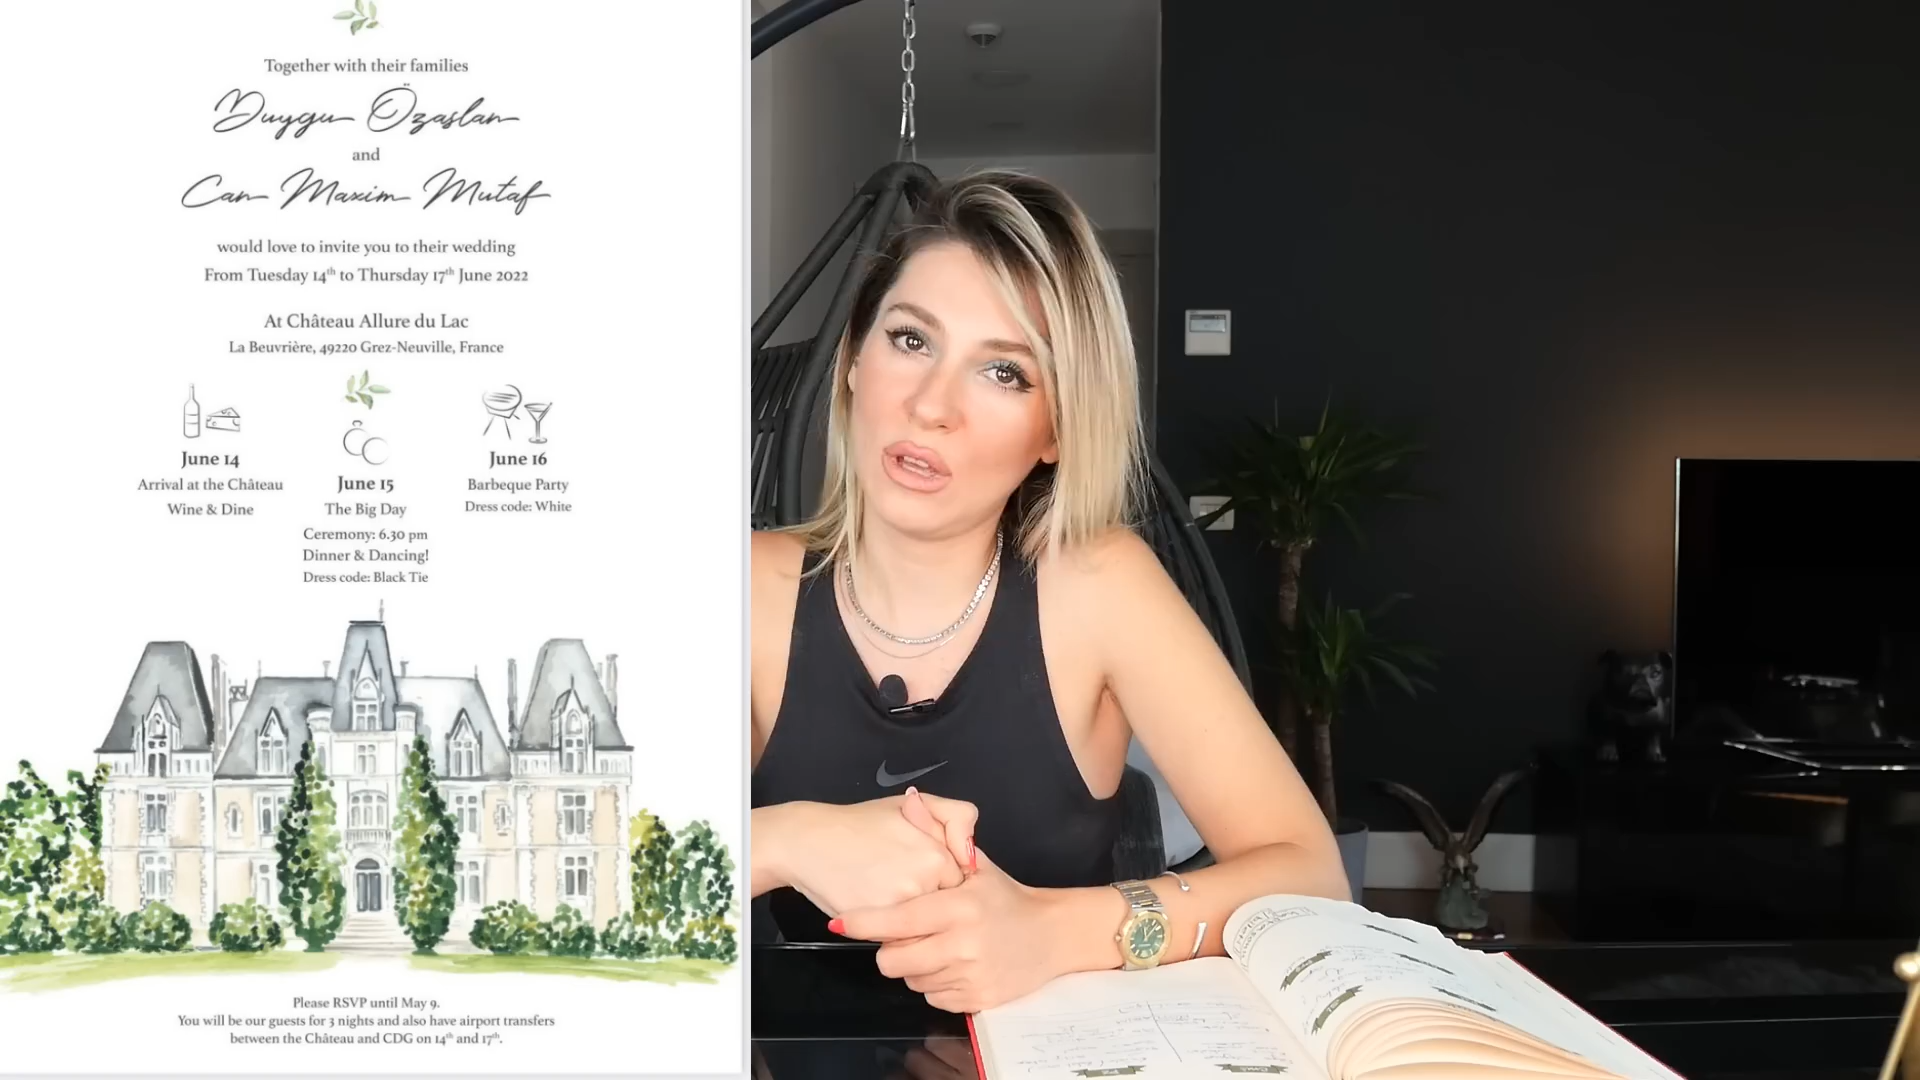 Together with their families
Duygu Özaslan
and
Can Maxim Mutaf
would love to invite you to their wedding
From Tuesday 14th to Thursday 17th June 2022
At Château Allure du Lac
La Beuvrière, 49220 Grez-Neuville, France
June 14
Arrival at the Château
Wine & Dine
June 15
The Big Day
Ceremony: 6.30 pm
Dinner & Dancing!
Dress code: Black Tie
June 16
Barbeque Party
Dress code: White
Please RSVP until May 9.
You will be our guests for 3 nights and also have airport transfers
between the Château and CDG on 14th and 17th.